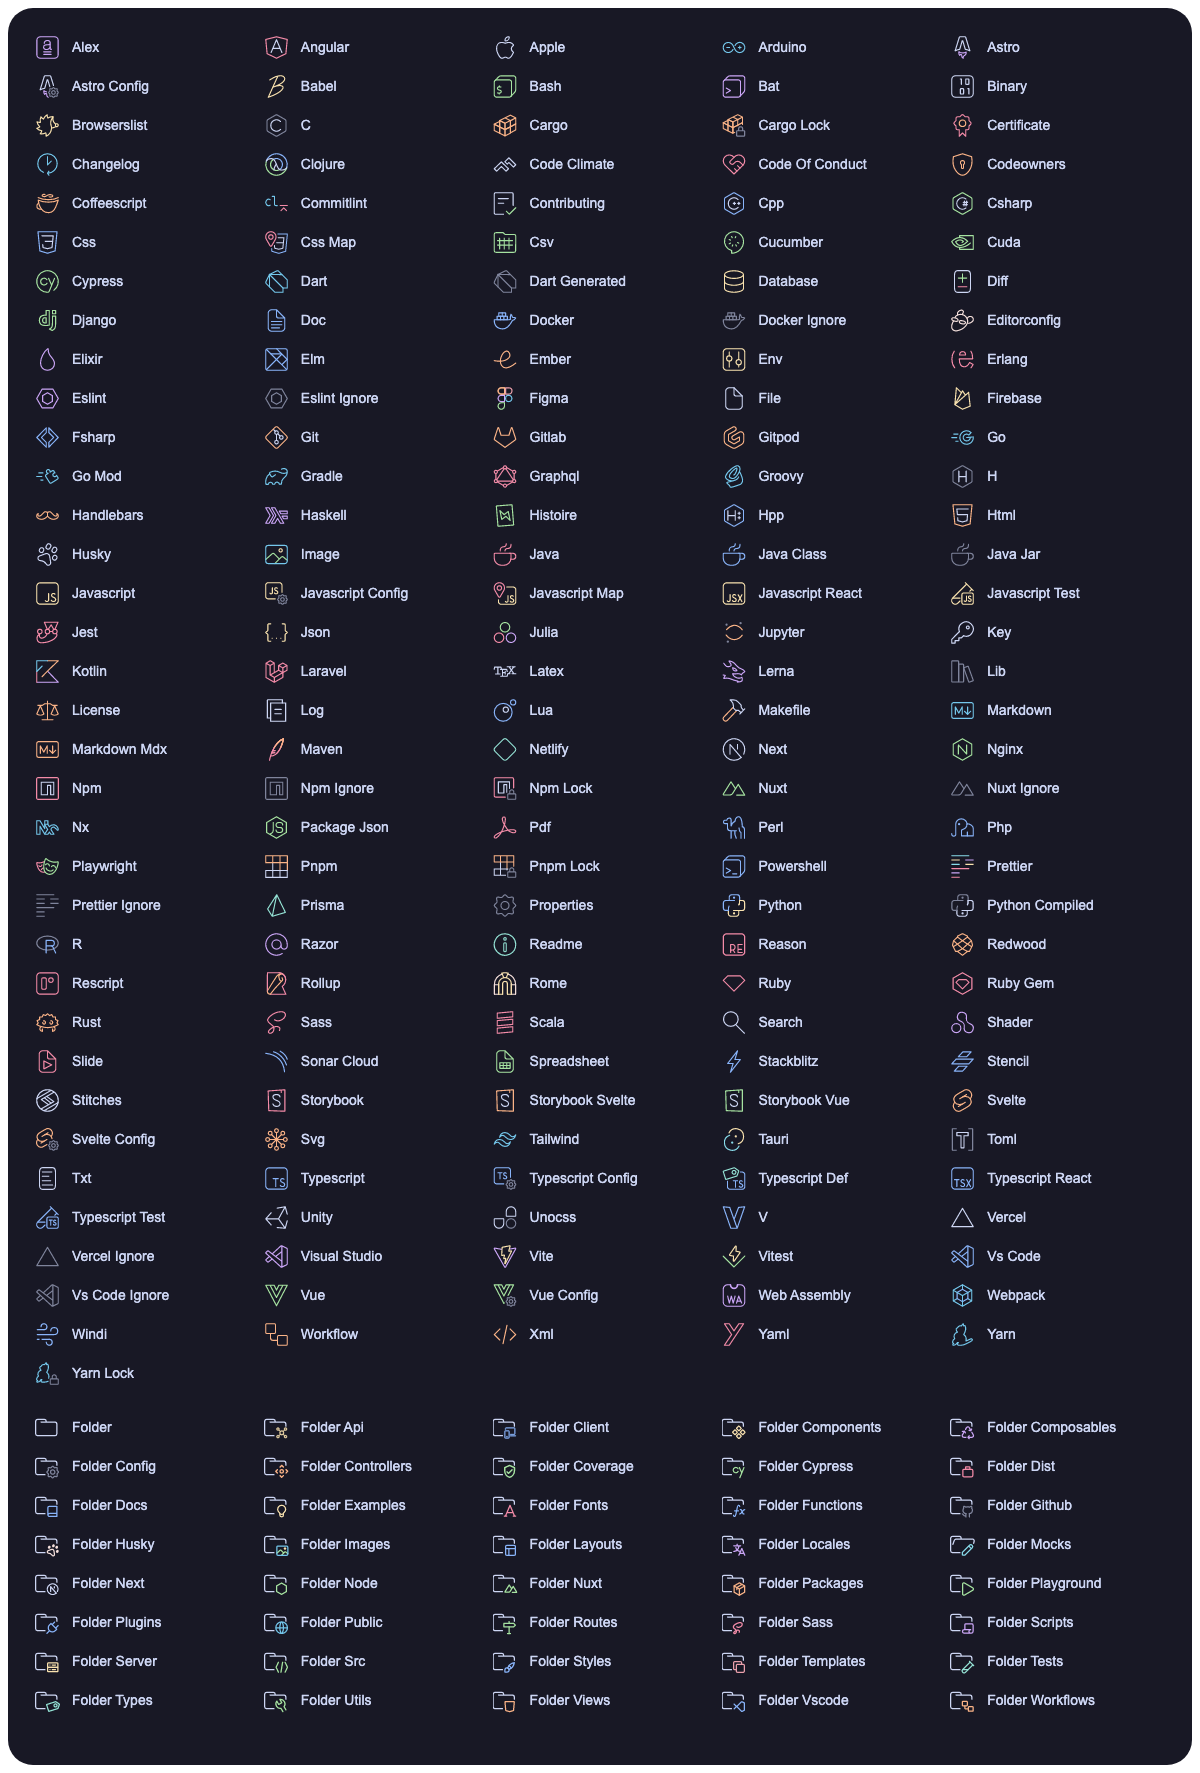 Alex Angular Apple Arduino Astro
Astro Config Babel Bash Bat Binary
Browserslist C Cargo Cargo Lock Certificate
Changelog Clojure Code Climate Code Of Conduct Codeowners
Coffeescript Commitlint Contributing Cpp Csharp
Css Css Map Csv Cucumber Cuda
Cypress Dart Dart Generated Database Diff
Django Doc Docker Docker Ignore Editorconfig
Elixir Elm Ember Env Erlang
Eslint Eslint Ignore Figma File Firebase
Fsharp Git Gitlab Gitpod Go
Go Mod Gradle Graphql Groovy H
Handlebars Haskell Histoire Hpp Html
Husky Image Java Java Class Java Jar
Javascript Javascript Config Javascript Map Javascript React Javascript Test
Jest Json Julia Jupyter Key
Kotlin Laravel Latex Lerna Lib
License Log Lua Makefile Markdown
Markdown Mdx Maven Netlify Next Nginx
Npm Npm Ignore Npm Lock Nuxt Nuxt Ignore
Nx Package Json Pdf Perl Php
Playwright Pnpm Pnpm Lock Powershell Prettier
Prettier Ignore Prisma Properties Python Python Compiled
R Razor Readme Reason Redwood
Rescript Rollup Rome Ruby Ruby Gem
Rust Sass Scala Search Shader
Slide Sonar Cloud Spreadsheet Stackblitz Stencil
Stitches Storybook Storybook Svelte Storybook Vue Svelte
Svelte Config Svg Tailwind Tauri Toml
Txt Typescript Typescript Config Typescript Def Typescript React
Typescript Test Unity Unocss V Vercel
Vercel Ignore Visual Studio Vite Vitest Vs Code
Vs Code Ignore Vue Vue Config Web Assembly Webpack
Windi Workflow Xml Yaml Yarn
Yarn Lock
Folder Folder Api Folder Client Folder Components Folder Composables
Folder Config Folder Controllers Folder Coverage Folder Cypress Folder Dist
Folder Docs Folder Examples Folder Fonts Folder Functions Folder Github
Folder Husky Folder Images Folder Layouts Folder Locales Folder Mocks
Folder Next Folder Node Folder Nuxt Folder Packages Folder Playground
Folder Plugins Folder Public Folder Routes Folder Sass Folder Scripts
Folder Server Folder Src Folder Styles Folder Templates Folder Tests
Folder Types Folder Utils Folder Views Folder Vscode Folder Workflows